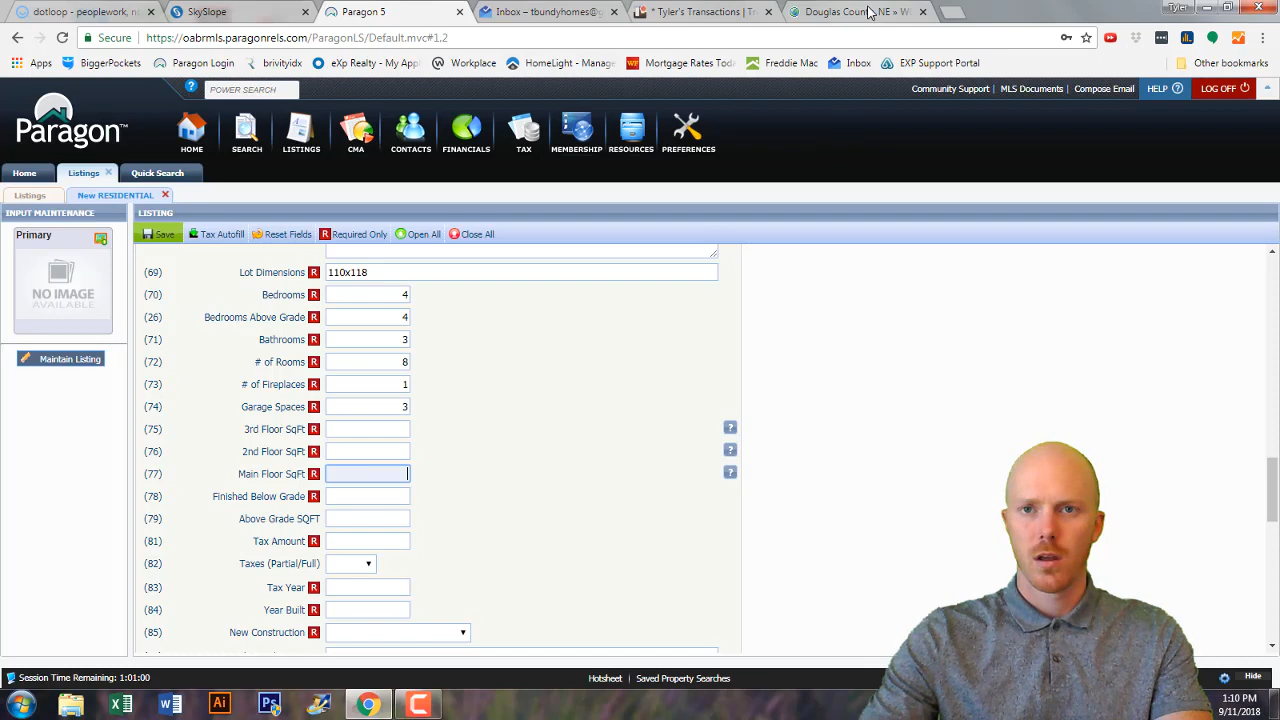 dotloop - peoplework, n
SkySlope
Paragon 5
Inbox – tbundyhomes@g
* Tyler's Transactions | Tr
Douglas County, NE » W
Tyler
Secure
https://oabrmls.paragonrels.com/ParagonLS/Default.mvc#1.2
Apps
BiggerPockets
Paragon Login
brivityidx
eXp Realty - My App
Workplace
HomeLight - Manage
Mortgage Rates Toda
Freddie Mac
Inbox
EXP Support Portal
Other bookmarks
Paragon™
POWER SEARCH
Community Support
MLS Documents
Compose Email
HELP
LOG OFF
HOME
SEARCH
LISTINGS
CMA
CONTACTS
FINANCIALS
TAX
MEMBERSHIP
RESOURCES
PREFERENCES
Home
Listings
Quick Search
Listings
New RESIDENTIAL
INPUT MAINTENANCE
LISTING
Primary
NO IMAGE
AVAILABLE
Maintain Listing
Save
Tax Autofill
Reset Fields
R Required Only
Open All
Close All
(69) Lot Dimensions R 110x118
(70) Bedrooms R 4
(26) Bedrooms Above Grade R 4
(71) Bathrooms R 3
(72) # of Rooms R 8
(73) # of Fireplaces R 1
(74) Garage Spaces R 3
(75) 3rd Floor SqFt R ?
(76) 2nd Floor SqFt R ?
(77) Main Floor SqFt R ?
(78) Finished Below Grade R
(79) Above Grade SQFT
(81) Tax Amount R
(82) Taxes (Partial/Full) R
(83) Tax Year R
(84) Year Built R
(85) New Construction R
Session Time Remaining: 1:01:00
Hotsheet
Saved Property Searches
Hide
1:10 PM
9/11/2018